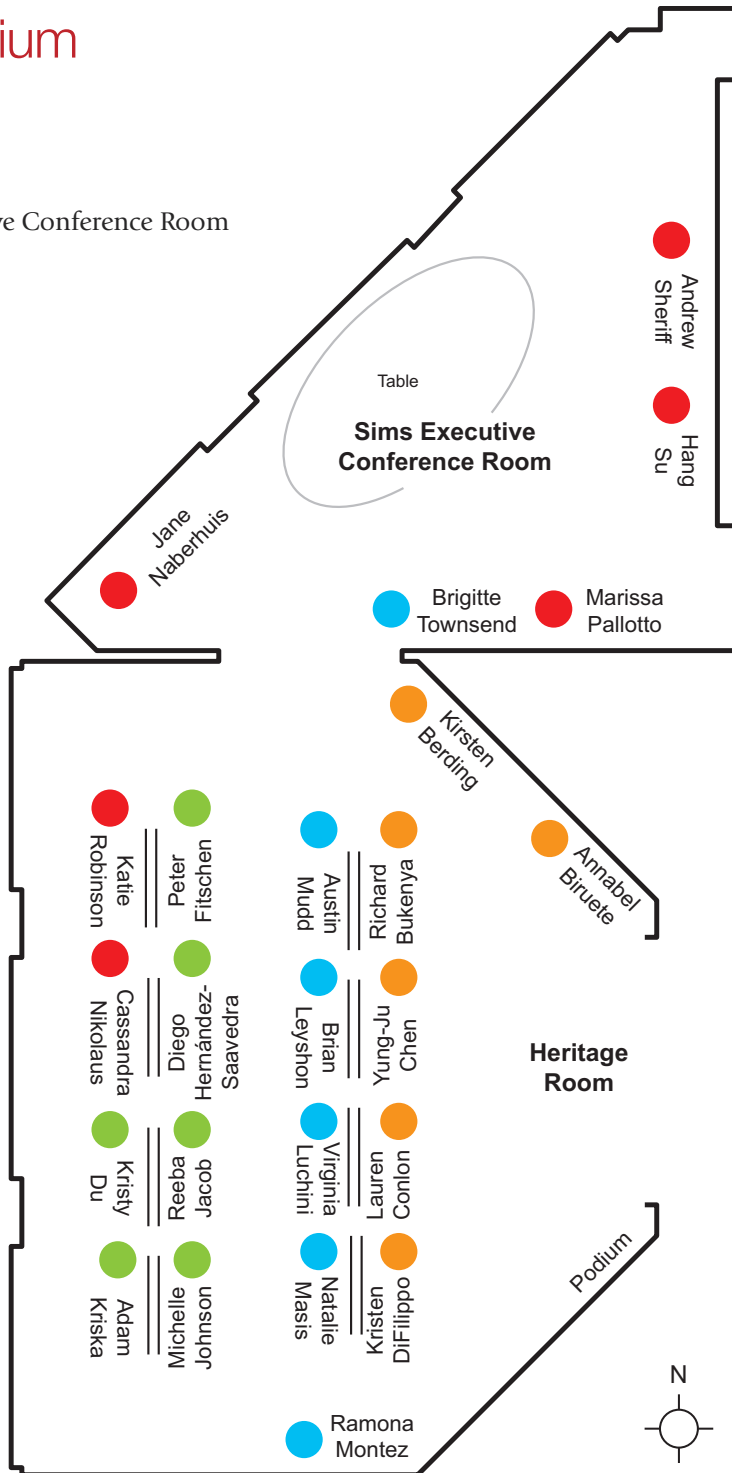 ium
ve Conference Room
Andrew
Sheriff
Table
Sims Executive
Conference Room
Hang
Su
Jane
Naberhuis
Brigitte
Townsend
Marissa
Pallotto
Kirsten
Berding
Annabel
Biruete
Katie
Robinson
Peter
Fitschen
Austin
Mudd
Richard
Bukenya
Cassandra
Nikolaus
Diego
Hernández-
Saavedra
Brian
Leyshon
Yung-Ju
Chen
Heritage
Room
Kristy
Du
Reeba
Jacob
Virginia
Luchini
Lauren
Conlon
Adam
Kriska
Michelle
Johnson
Natalie
Masis
Kristen
DiFilippo
Podium
Ramona
Montez
N